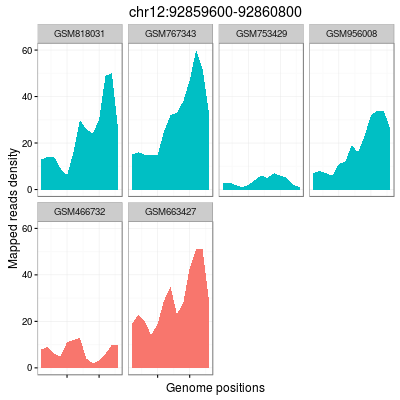 chr12:92859600-92860800
GSM818031 GSM767343 GSM753429 GSM956008
60
40
20
0
GSM466732 GSM663427
60
40
20
0
Mapped reads density
Genome positions